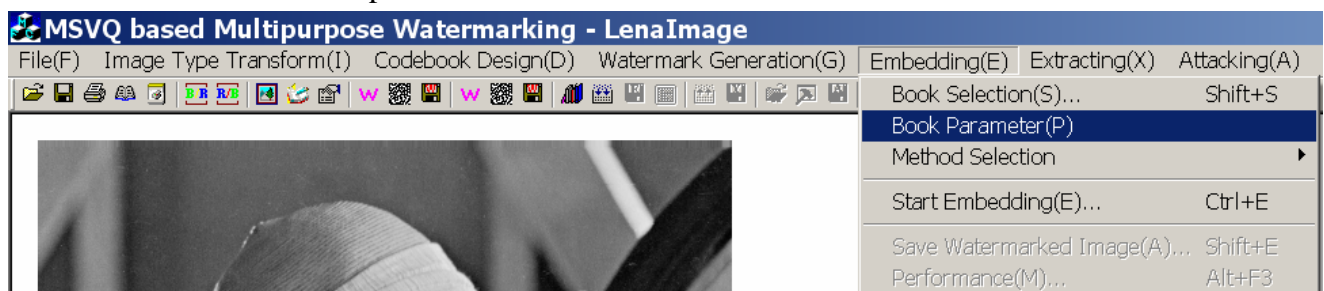 MSVQ based Multipurpose Watermarking - LenaImage
File(F) Image Type Transform(I) Codebook Design(D) Watermark Generation(G) Embedding(E) Extracting(X) Attacking(A)
Book Selection(S)... Shift+S
Book Parameter(P)
Method Selection
Start Embedding(E)... Ctrl+E
Save Watermarked Image(A)... Shift+E
Performance(M)... Alt+F3